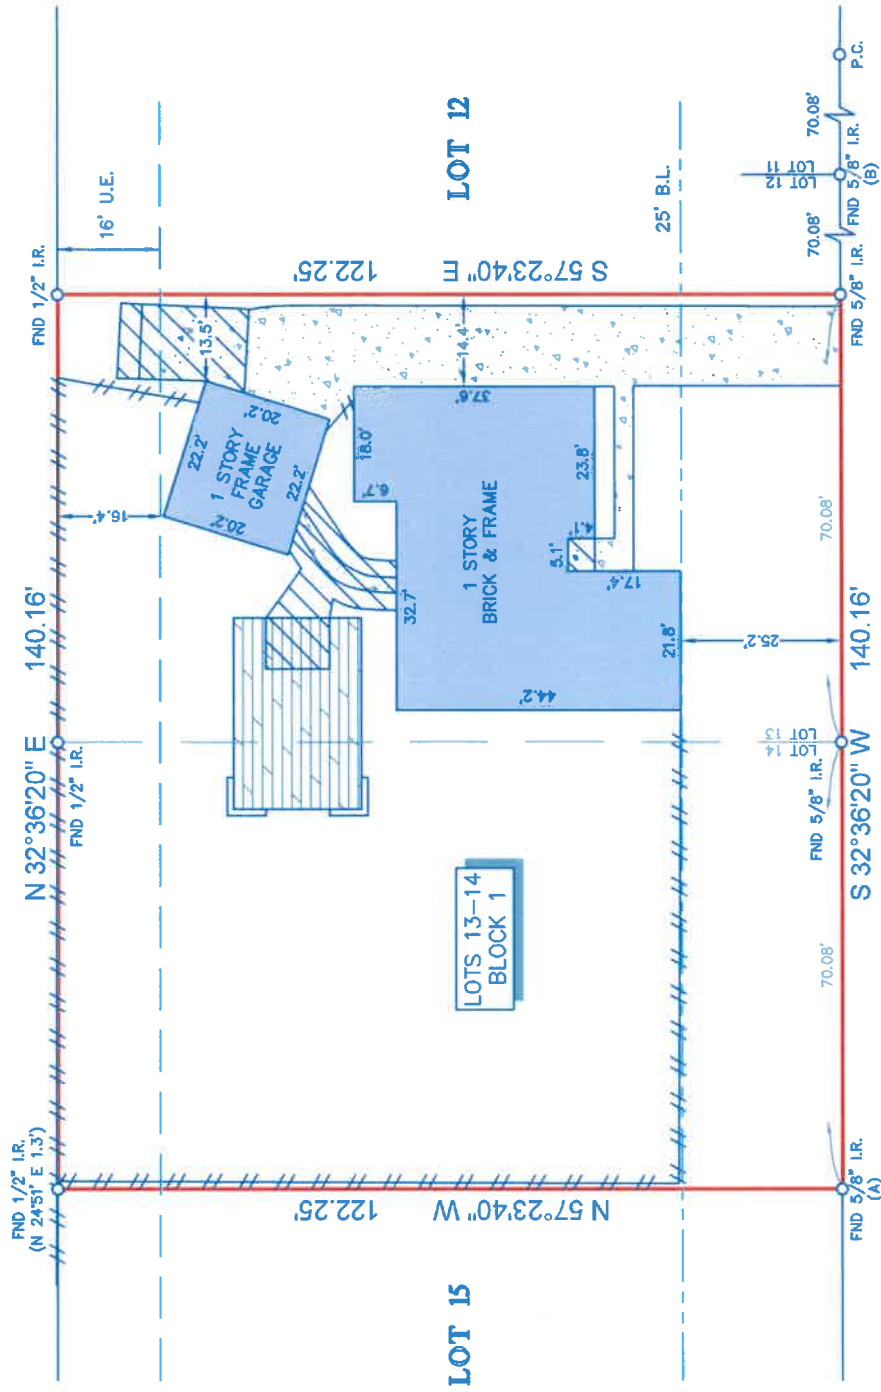 FND 1/2" I.R.
(N 24°51' E 1.3')
N 32°36'20" E 140.16'
FND 1/2" I.R.
FND 1/2" I.R.
16' U.E.
16.4'
13.5'
22.2'
20.2'
1 STORY
FRAME
GARAGE
20.2'
22.2'
LOT 15
N 57°23'40" W 122.25'
LOTS 13-14
BLOCK 1
18.0'
32.7'
37.6'
14.4'
1 STORY
BRICK & FRAME
44.2'
5.1'
23.8'
17.4'
21.8'
S 57°23'40" E 122.25'
LOT 12
25' B.L.
25.2'
LOT 14
LOT 13
LOT 12
LOT 11
70.08'
70.08'
70.08'
70.08'
FND 5/8" I.R.
(A)
FND 5/8" I.R.
S 32°36'20" W 140.16'
FND 5/8" I.R.
FND 5/8" I.R.
(B)
P.C.